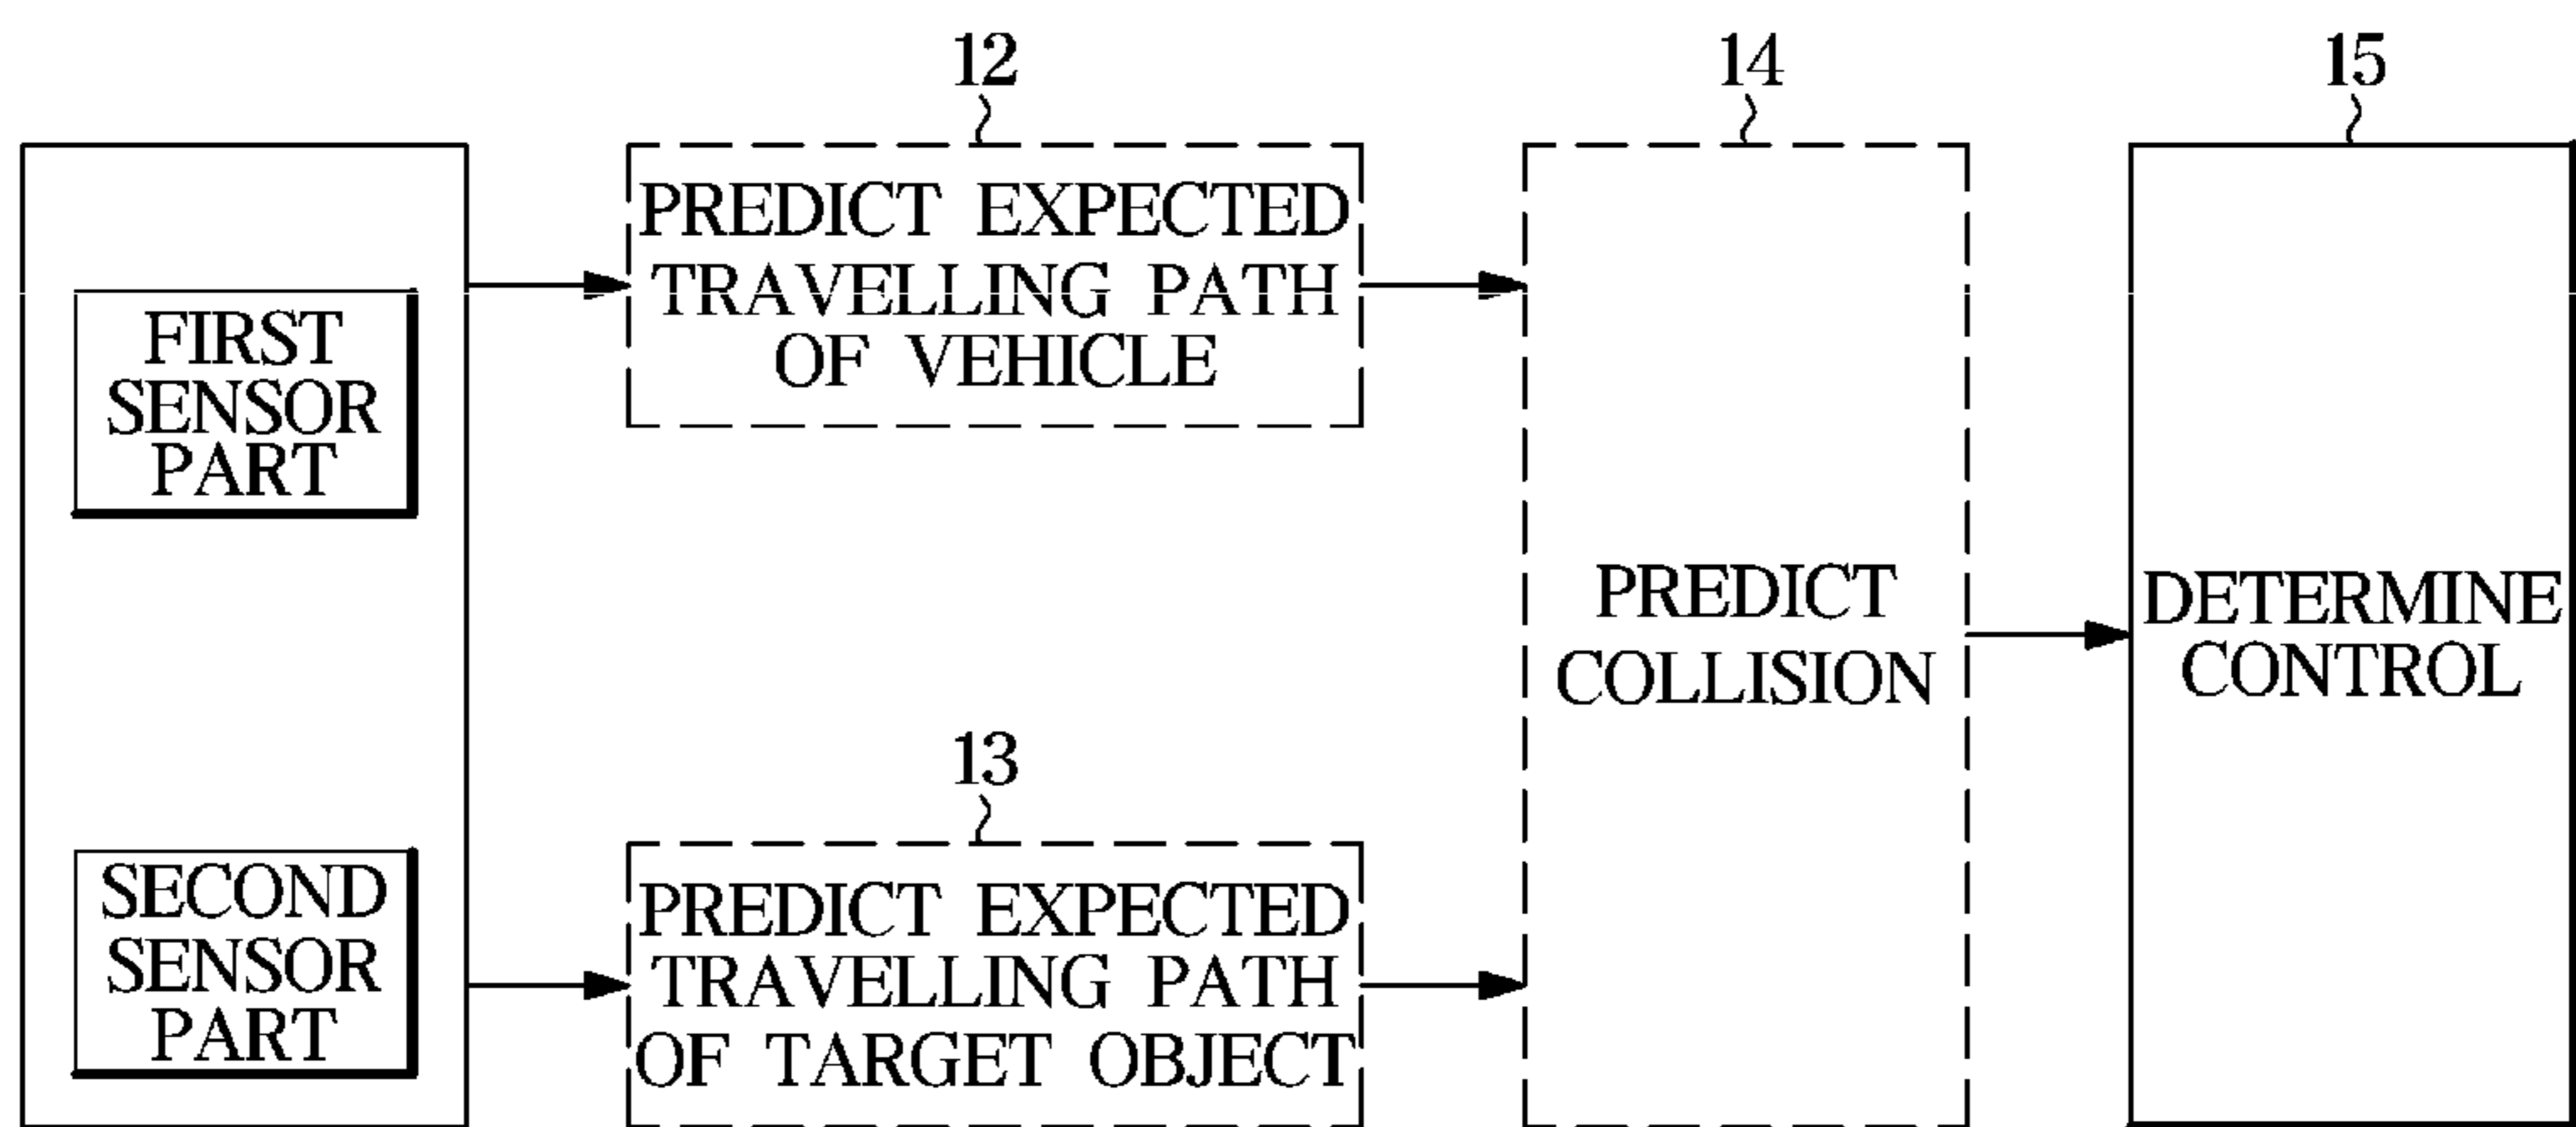 12
14
15
FIRST
SENSOR
PART
PREDICT EXPECTED
TRAVELLING PATH
OF VEHICLE
PREDICT
COLLISION
DETERMINE
CONTROL
13
SECOND
SENSOR
PART
PREDICT EXPECTED
TRAVELLING PATH
OF TARGET OBJECT